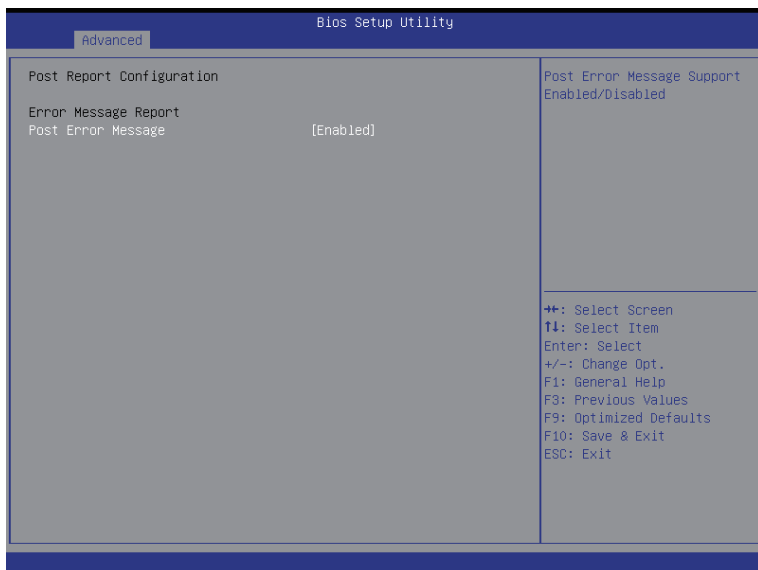 Bios Setup Utility
Advanced
Post Report Configuration
Error Message Report
Post Error Message [Enabled]
Post Error Message Support
Enabled/Disabled
→←: Select Screen
↑↓: Select Item
Enter: Select
+/-: Change Opt.
F1: General Help
F3: Previous Values
F9: Optimized Defaults
F10: Save & Exit
ESC: Exit